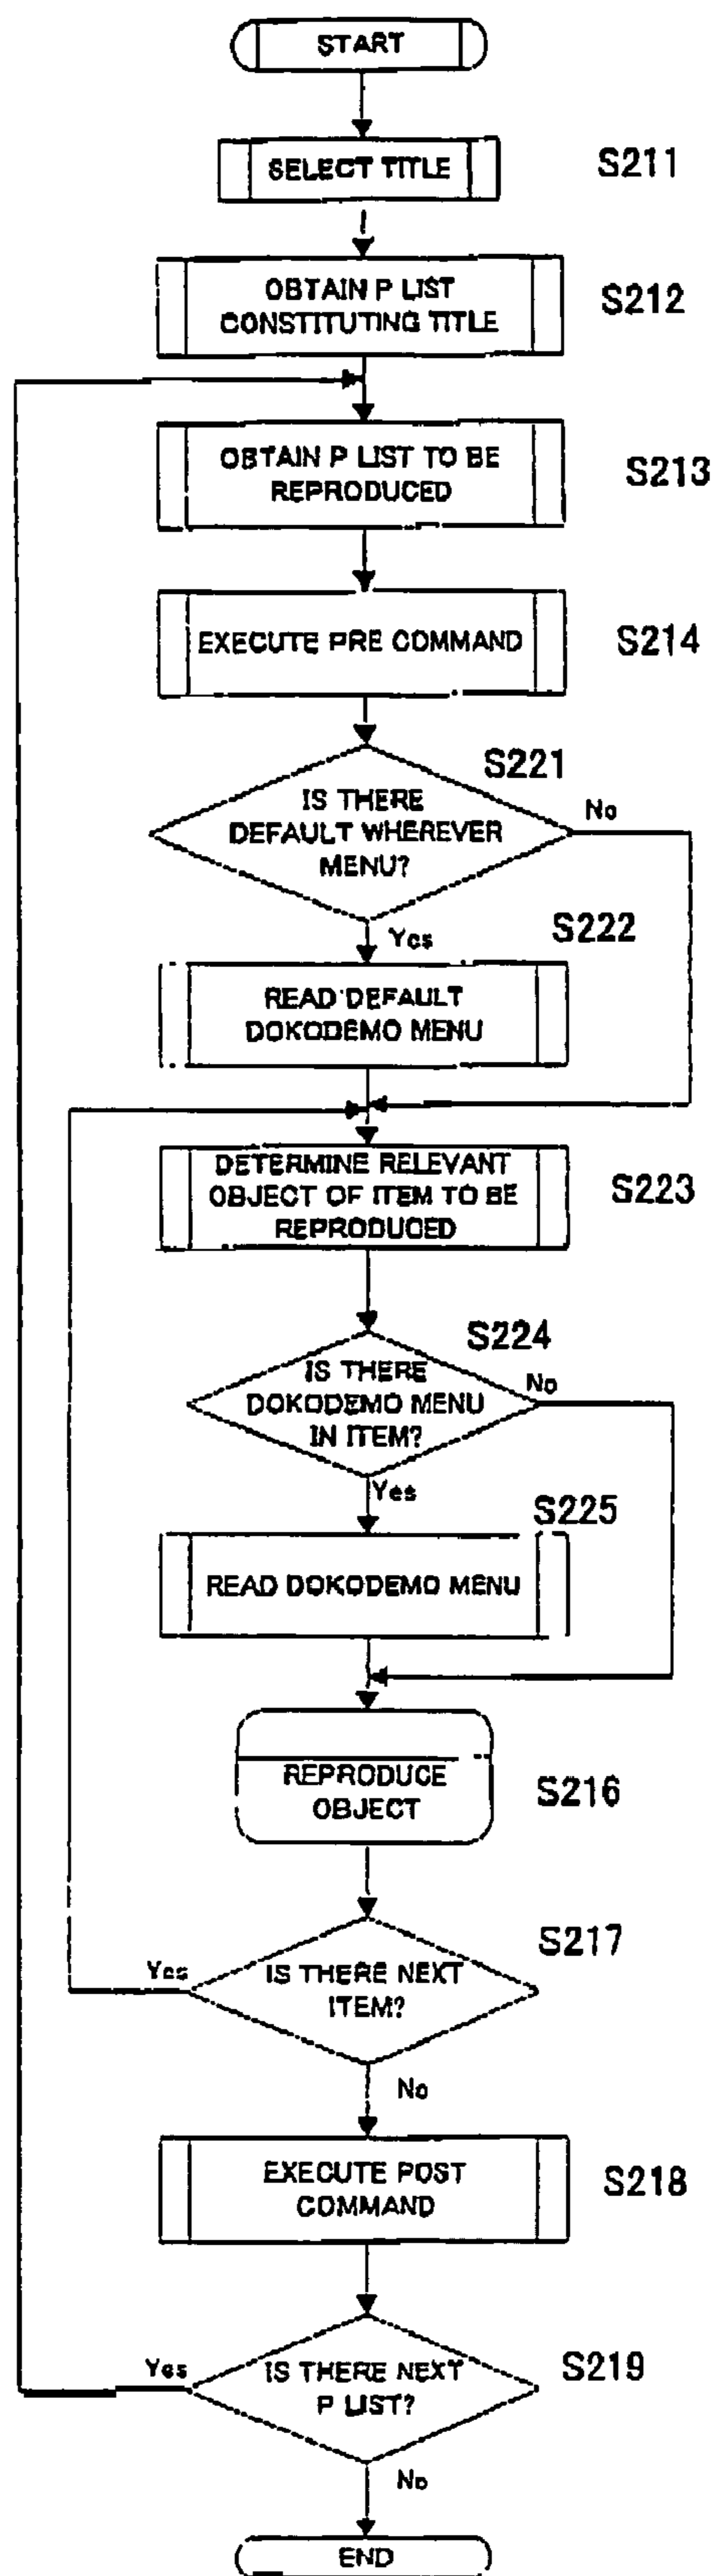 START
SELECT TITLE
S211
OBTAIN P LIST
CONSTITUTING TITLE
S212
OBTAIN P LIST TO BE
REPRODUCED
S213
EXECUTE PRE COMMAND
S214
S221
IS THERE
DEFAULT WHEREVER
MENU?
No
Yes
S222
READ DEFAULT
DOKODEMO MENU
DETERMINE RELEVANT
OBJECT OF ITEM TO BE
REPRODUCED
S223
S224
IS THERE
DOKODEMO MENU
IN ITEM?
No
Yes
S225
READ DOKODEMO MENU
REPRODUCE
OBJECT
S216
S217
IS THERE NEXT
ITEM?
Yes
No
EXECUTE POST
COMMAND
S218
IS THERE NEXT
P LIST?
S219
Yes
No
END